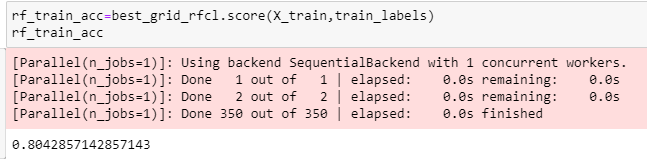 rf_train_acc=best_grid_rfcl.score(X_train,train_labels)
rf_train_acc
[Parallel(n_jobs=1)]: Using backend SequentialBackend with 1 concurrent workers.
[Parallel(n_jobs=1)]: Done   1 out of   1 | elapsed:    0.0s remaining:    0.0s
[Parallel(n_jobs=1)]: Done   2 out of   2 | elapsed:    0.0s remaining:    0.0s
[Parallel(n_jobs=1)]: Done 350 out of 350 | elapsed:    0.0s finished
0.8042857142857143